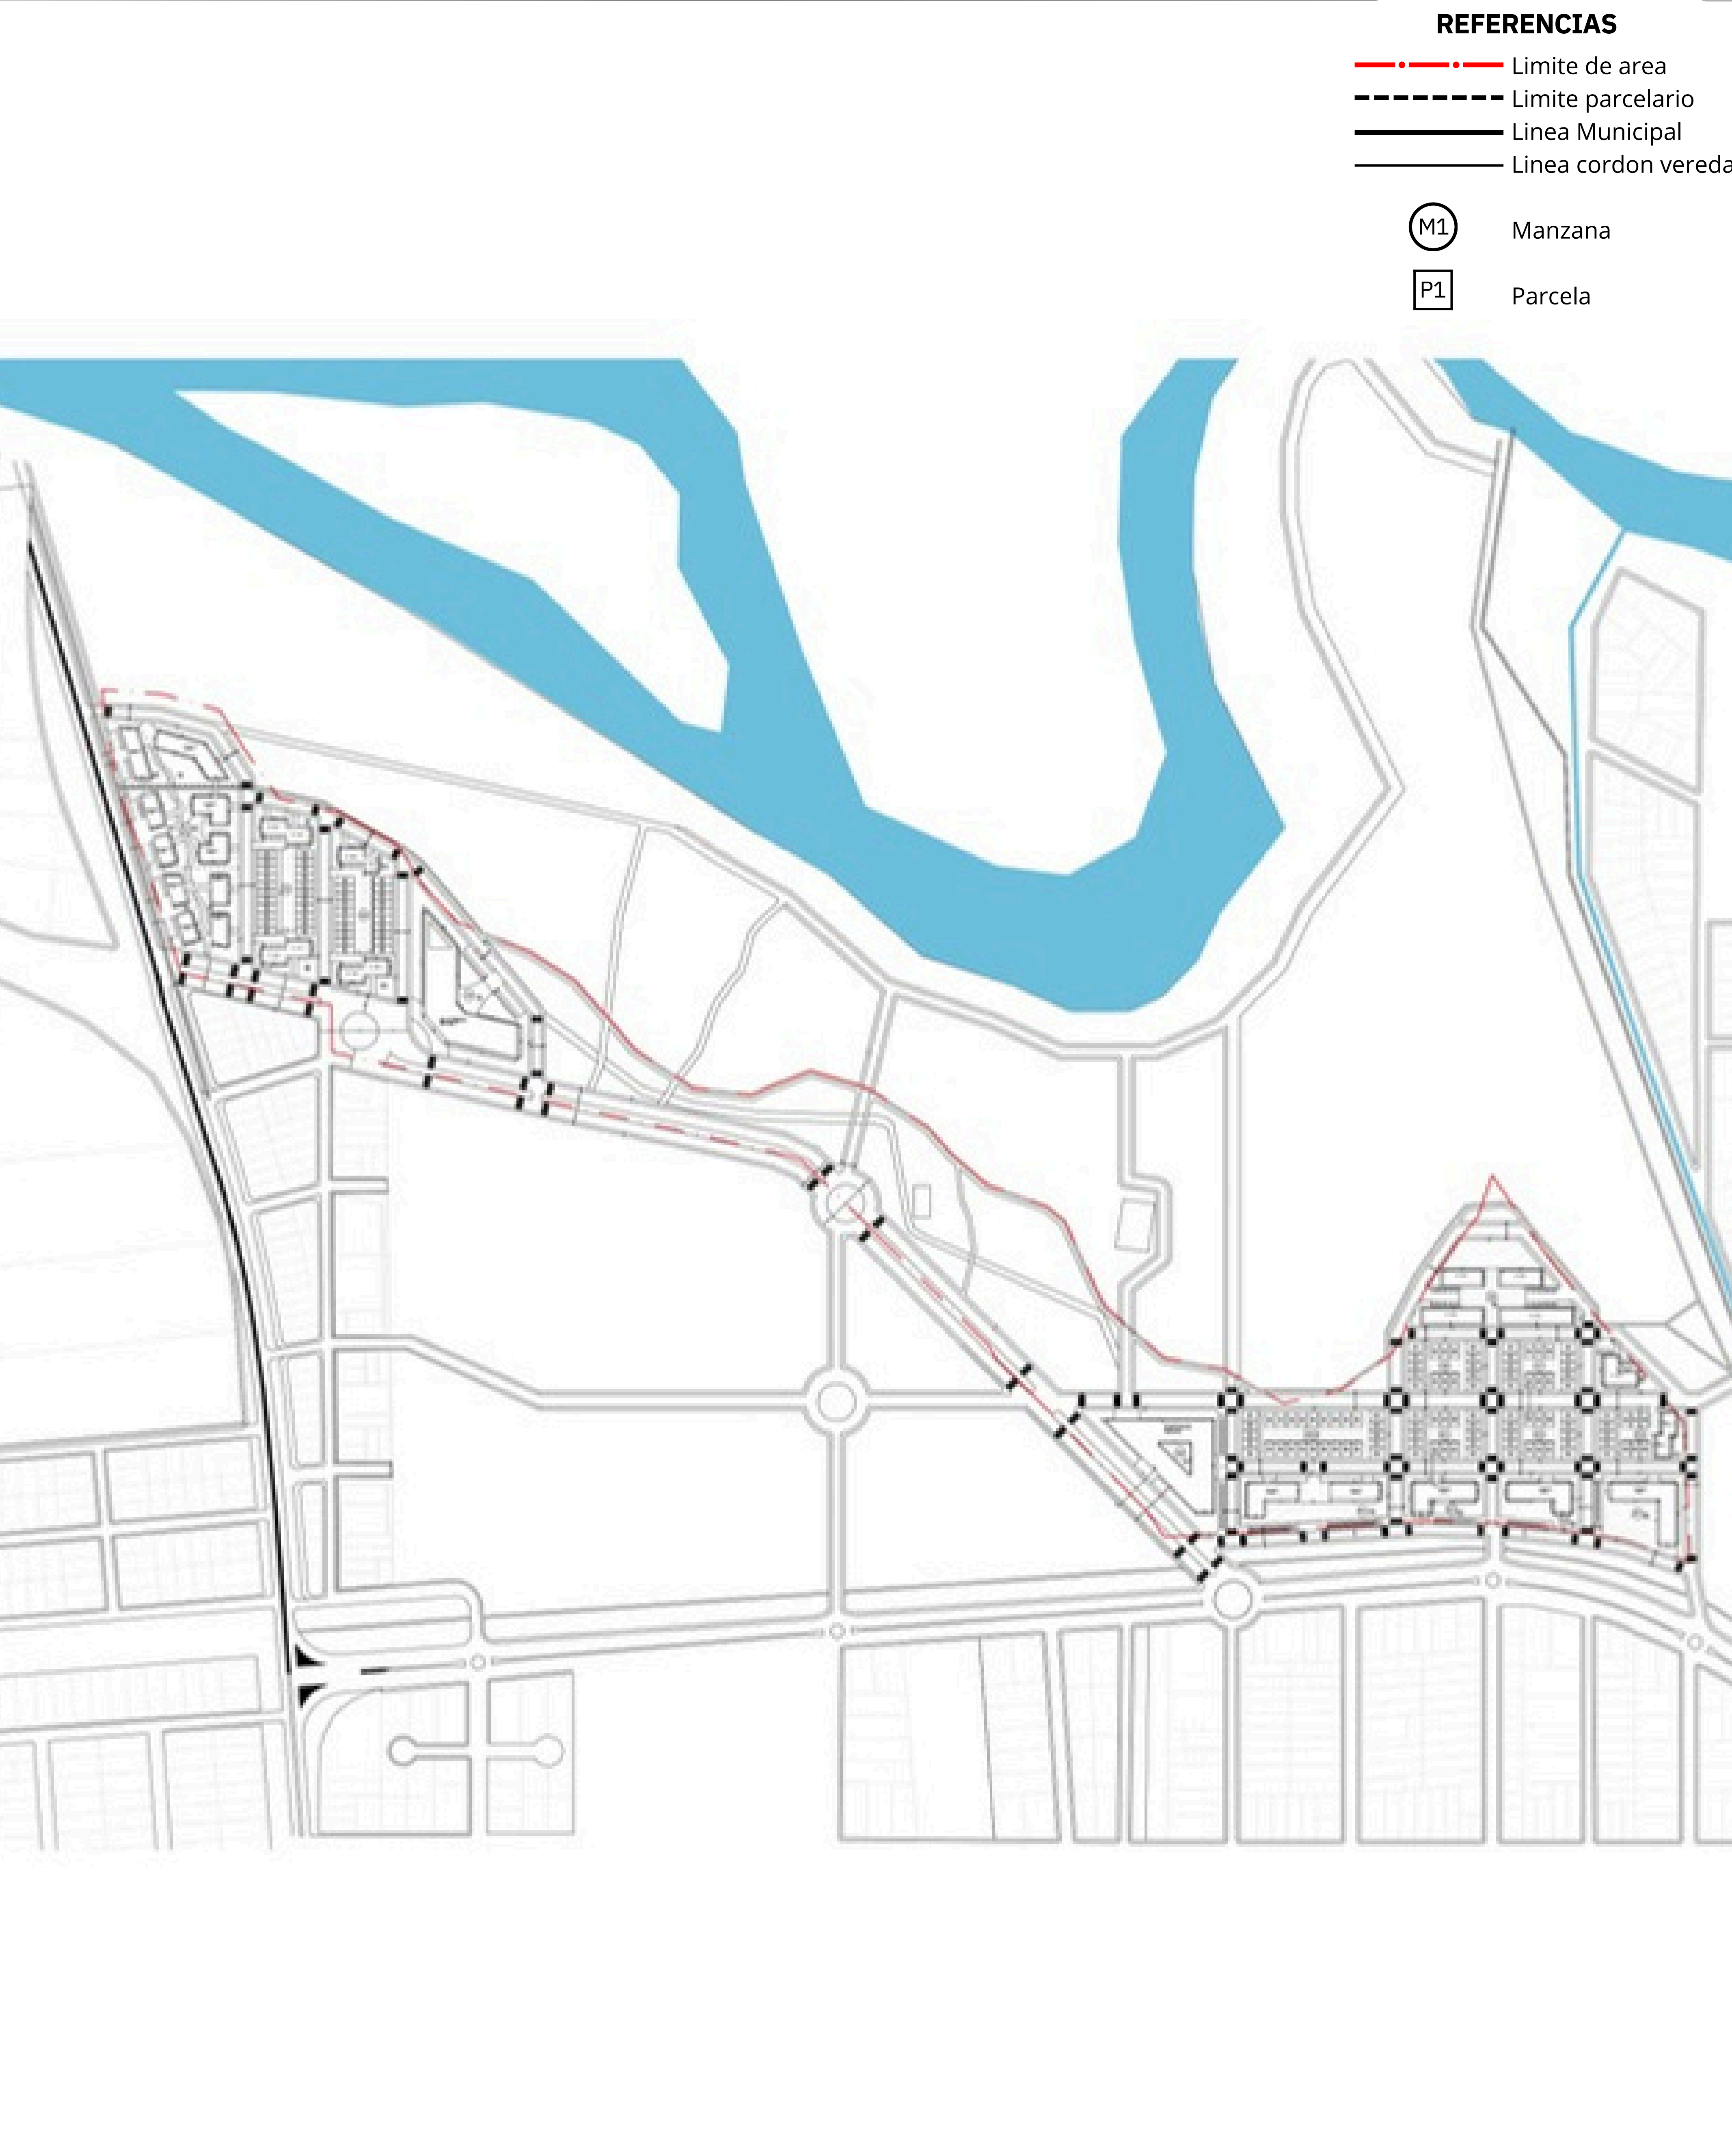 REFERENCIAS
Limite de area
Limite parcelario
Linea Municipal
Linea cordon vereda
M1 Manzana
P1 Parcela